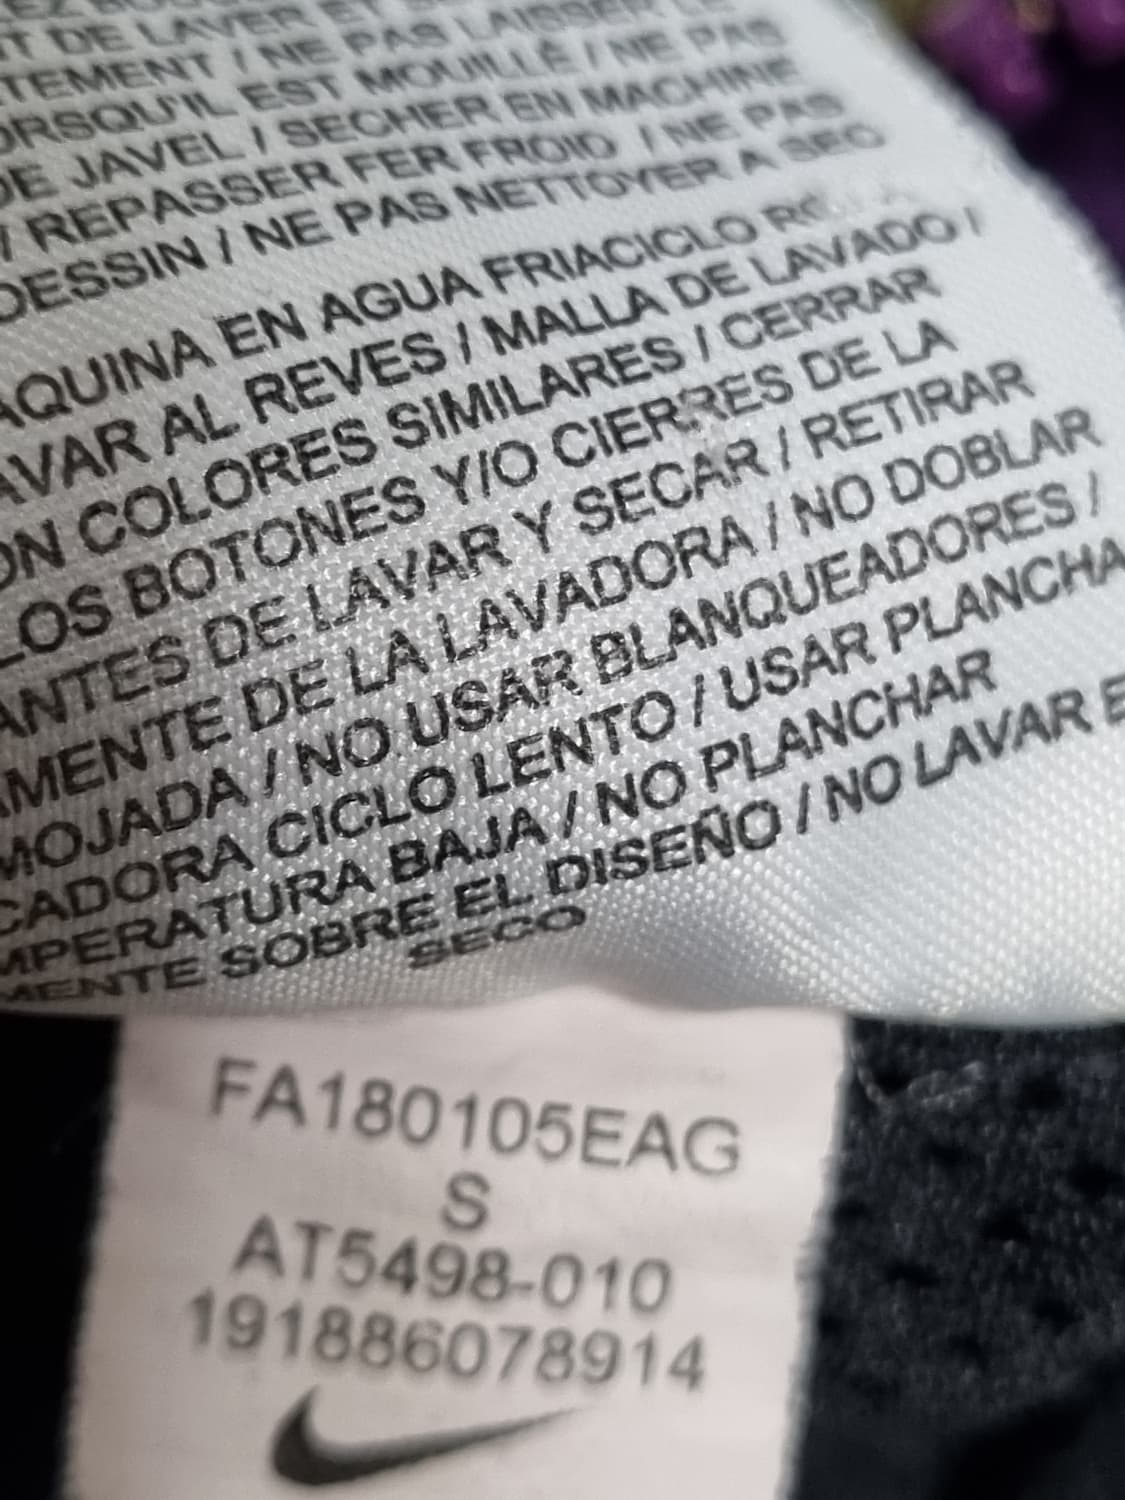 T DE LAVER ET
TEMENT / NE PAS LAISSER LE
ORSQU'IL EST MOUILLÉ / NE PAS
DE JAVEL / SECHER EN MACHINE
/ REPASSER FER FROID / NE PAS
DESSIN / NE PAS NETTOYER A SEC
AQUINA EN AGUA FRIACICLO
AVAR AL REVES / MALLA DE LAVADO /
ON COLORES SIMILARES / CERRAR
LOS BOTONES Y/O CIERRES DE LA
ANTES DE LAVAR Y SECAR / RETIRAR
AMENTE DE LA LAVADORA / NO DOBLAR
MOJADA / NO USAR BLANQUEADORES /
CADORA CICLO LENTO / USAR PLANCHA
MPERATURA BAJA / NO PLANCHAR
MENTE SOBRE EL DISEÑO / NO LAVAR E
SECO
FA180105EAG
S
AT5498-010
191886078914